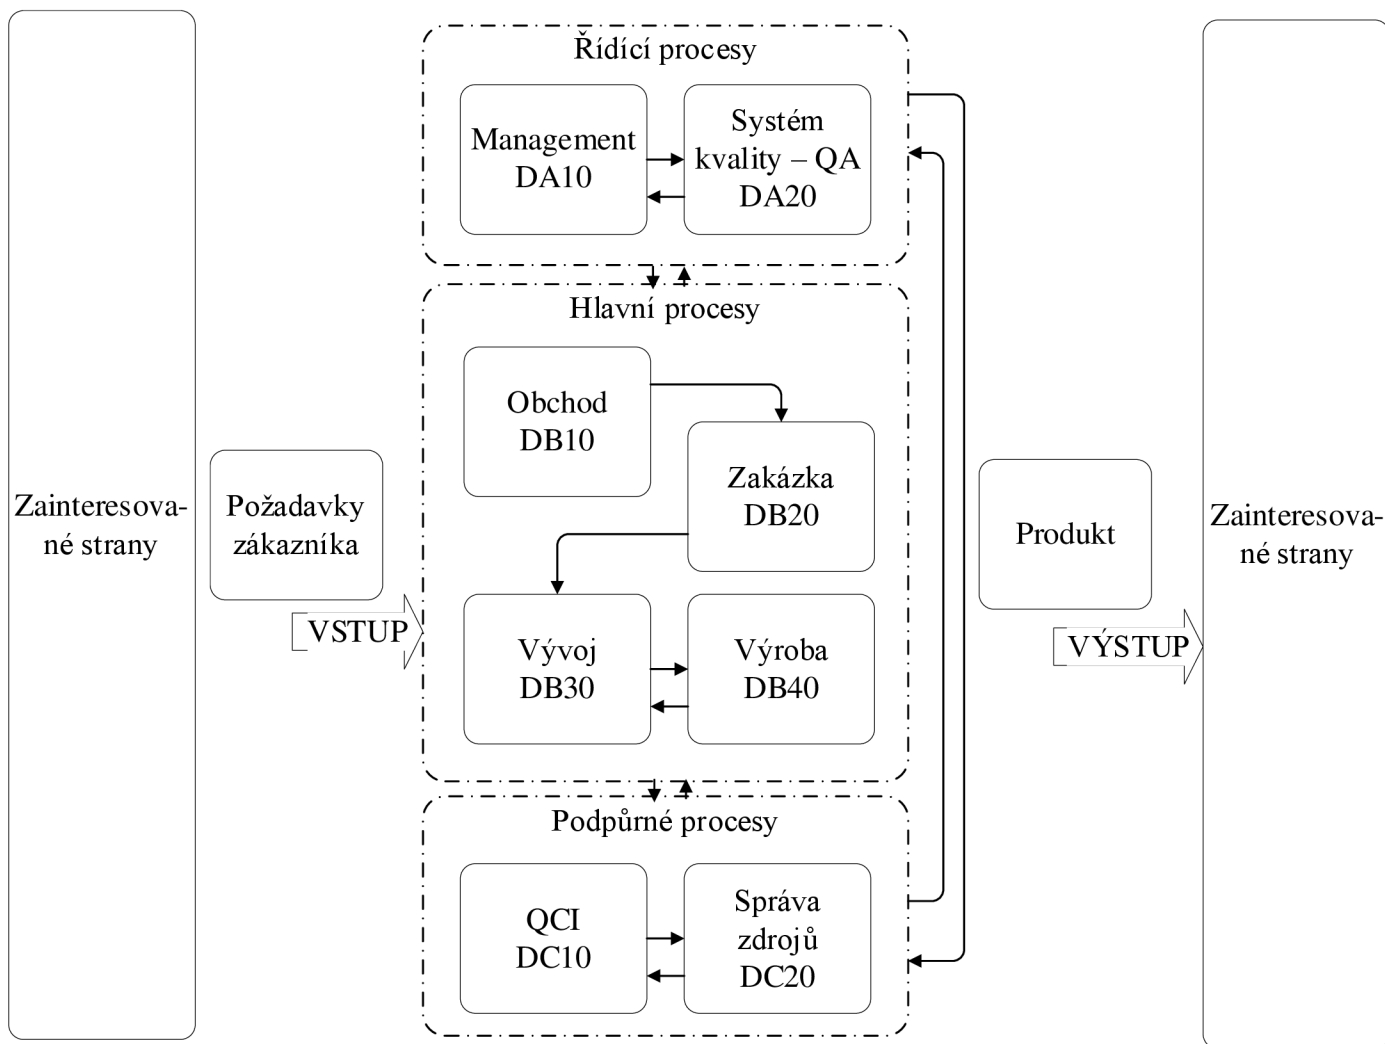 Zainteresova-
né strany
Požadavky
zákazníka
VSTUP
Řídící procesy
Management
DA10
Systém
kvality – QA
DA20
Hlavní procesy
Obchod
DB10
Zakázka
DB20
Vývoj
DB30
Výroba
DB40
Podpůrné procesy
QCI
DC10
Správa
zdrojů
DC20
Produkt
VÝSTUP
Zainteresova-
né strany